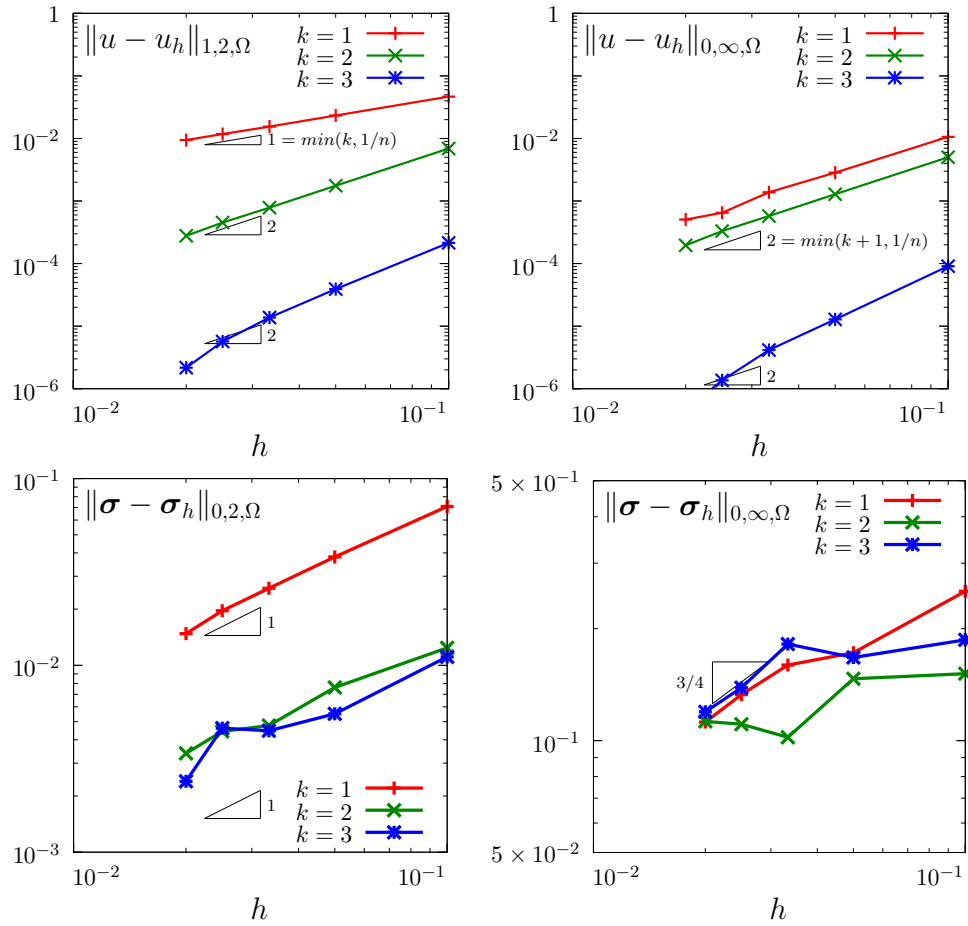 1
10⁻²
10⁻⁴
10⁻⁶
10⁻²
10⁻¹
h
‖u − u_h‖_{1,2,Ω}
k = 1
k = 2
k = 3
1 = min(k, 1/n)
2
2
1
10⁻²
10⁻⁴
10⁻⁶
10⁻²
10⁻¹
h
‖u − u_h‖_{0,∞,Ω}
k = 1
k = 2
k = 3
2 = min(k + 1, 1/n)
2
10⁻¹
10⁻²
10⁻³
10⁻²
10⁻¹
h
‖σ − σ_h‖_{0,2,Ω}
1
1
k = 1
k = 2
k = 3
5 × 10⁻¹
10⁻¹
5 × 10⁻²
10⁻²
10⁻¹
h
‖σ − σ_h‖_{0,∞,Ω}
k = 1
k = 2
k = 3
3/4